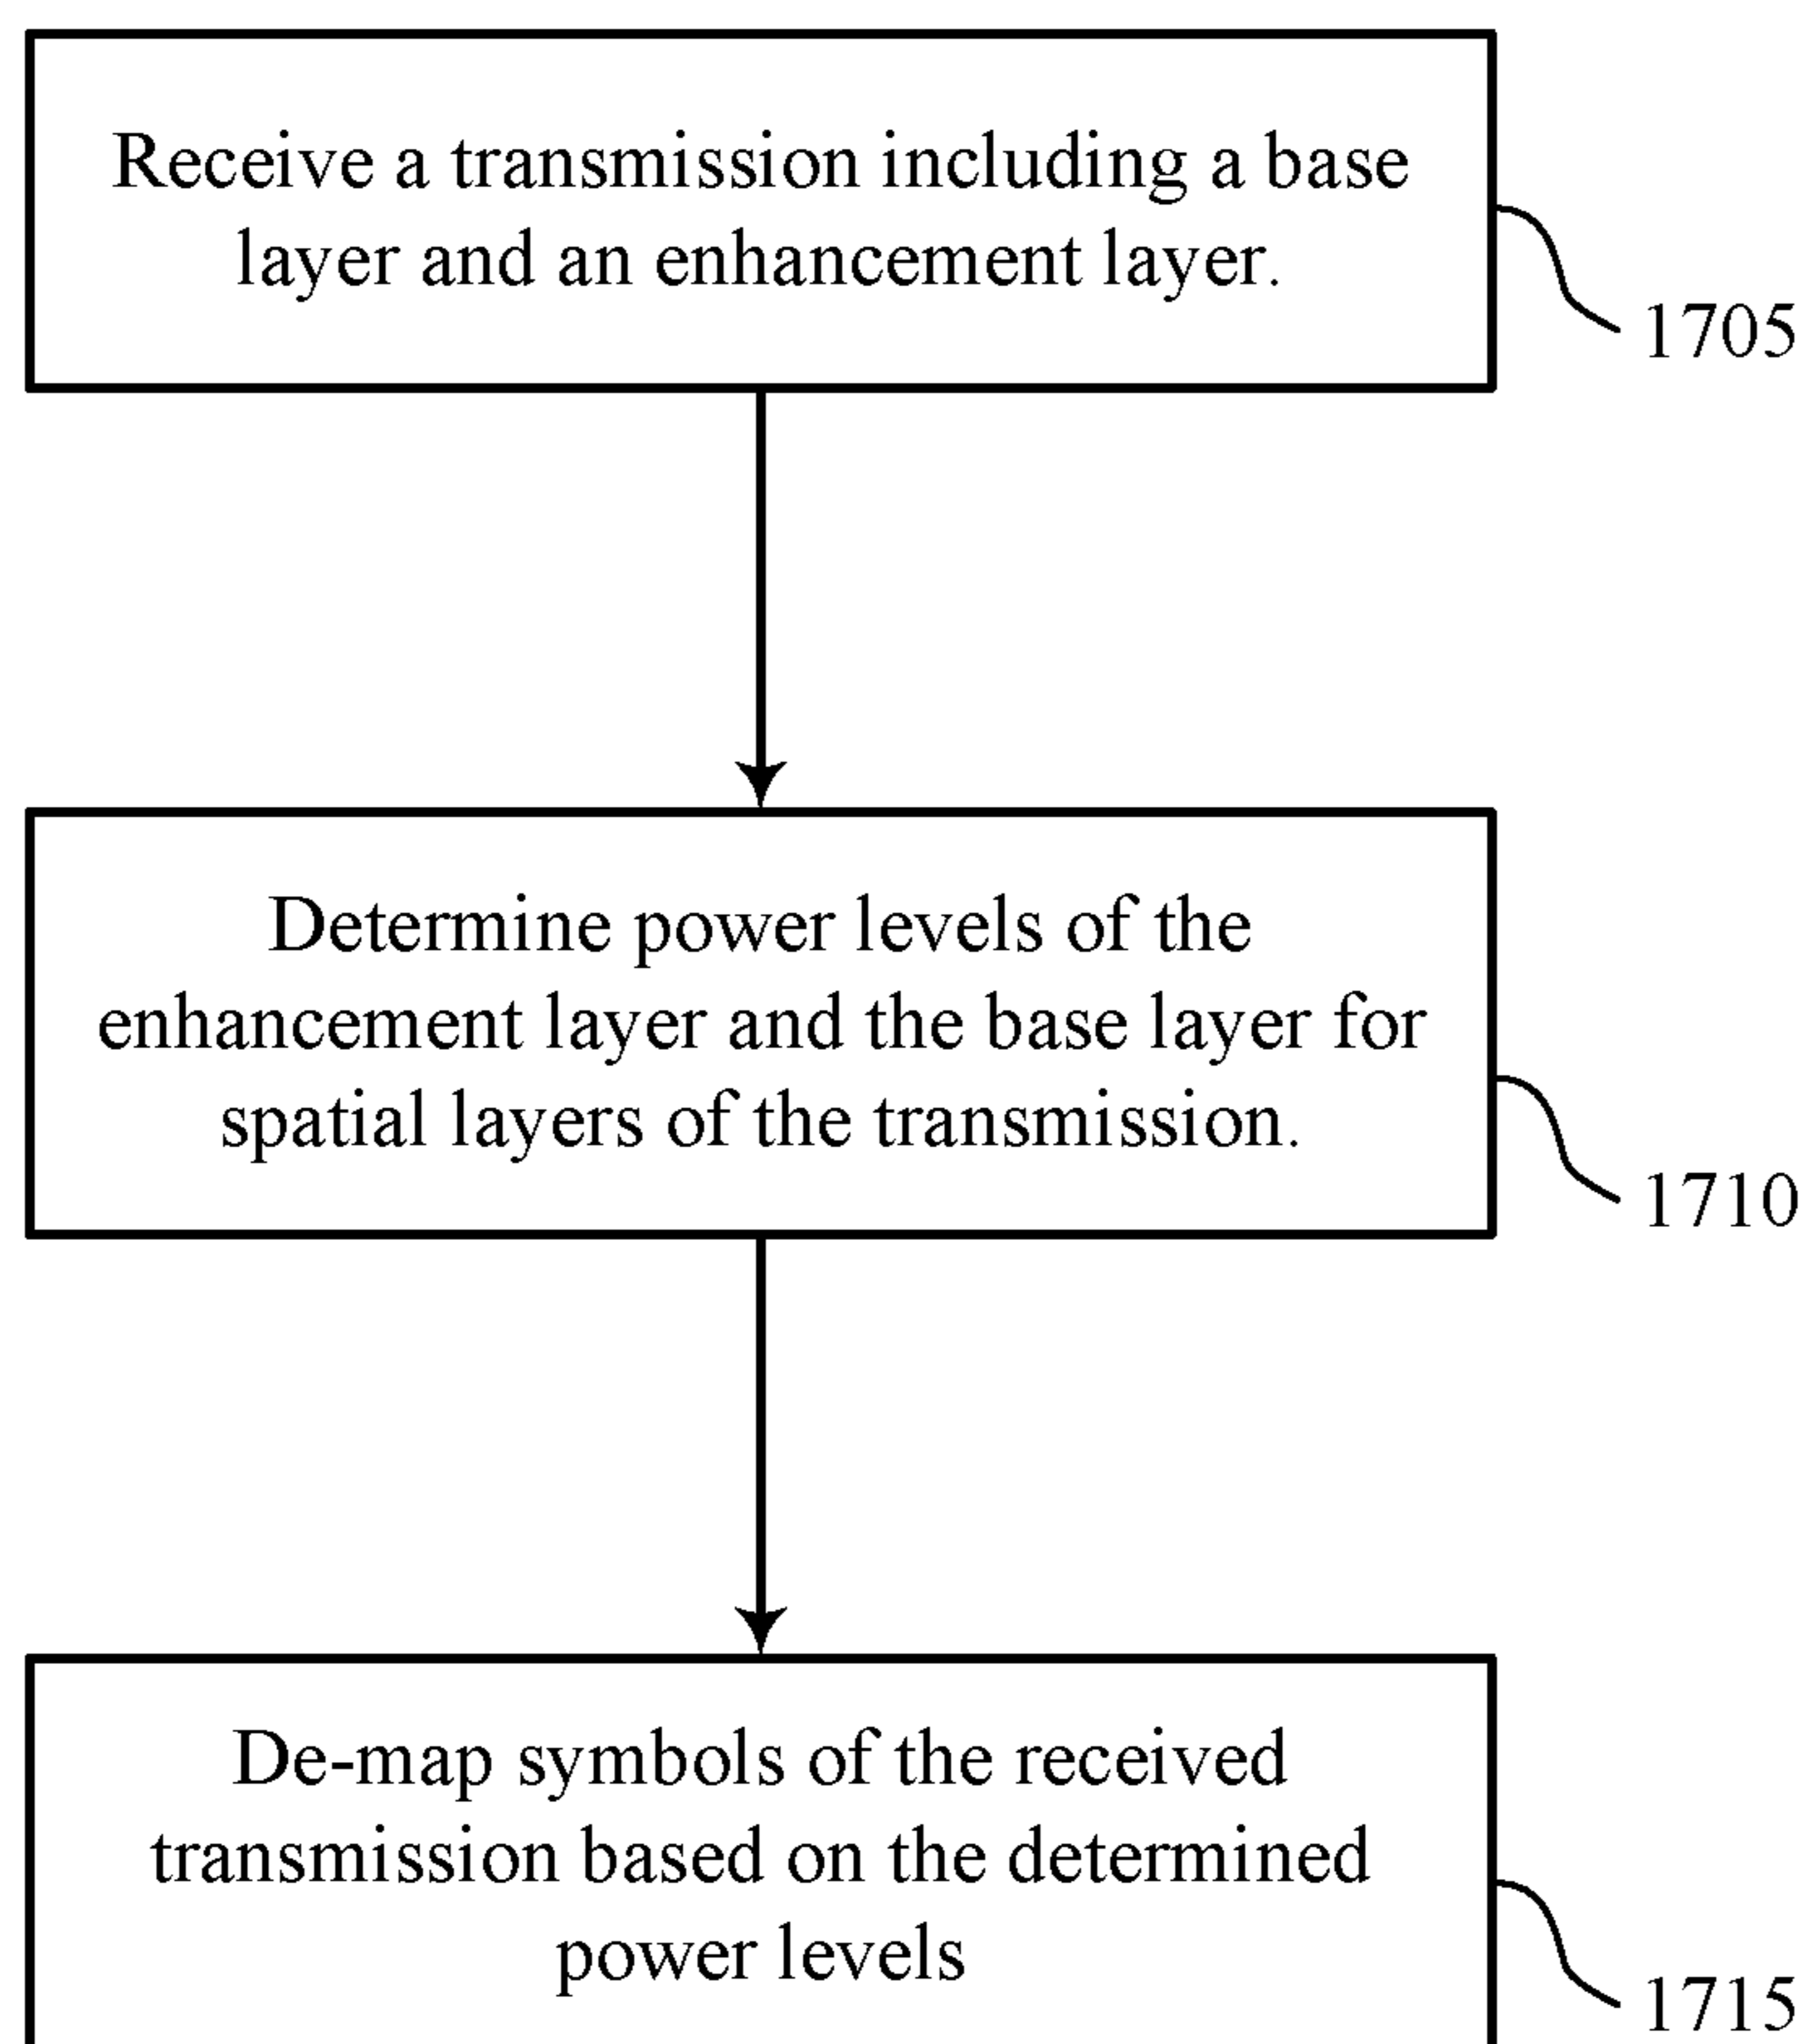 Receive a transmission including a base
layer and an enhancement layer.
1705
Determine power levels of the
enhancement layer and the base layer for
spatial layers of the transmission.
1710
De-map symbols of the received
transmission based on the determined
power levels
1715